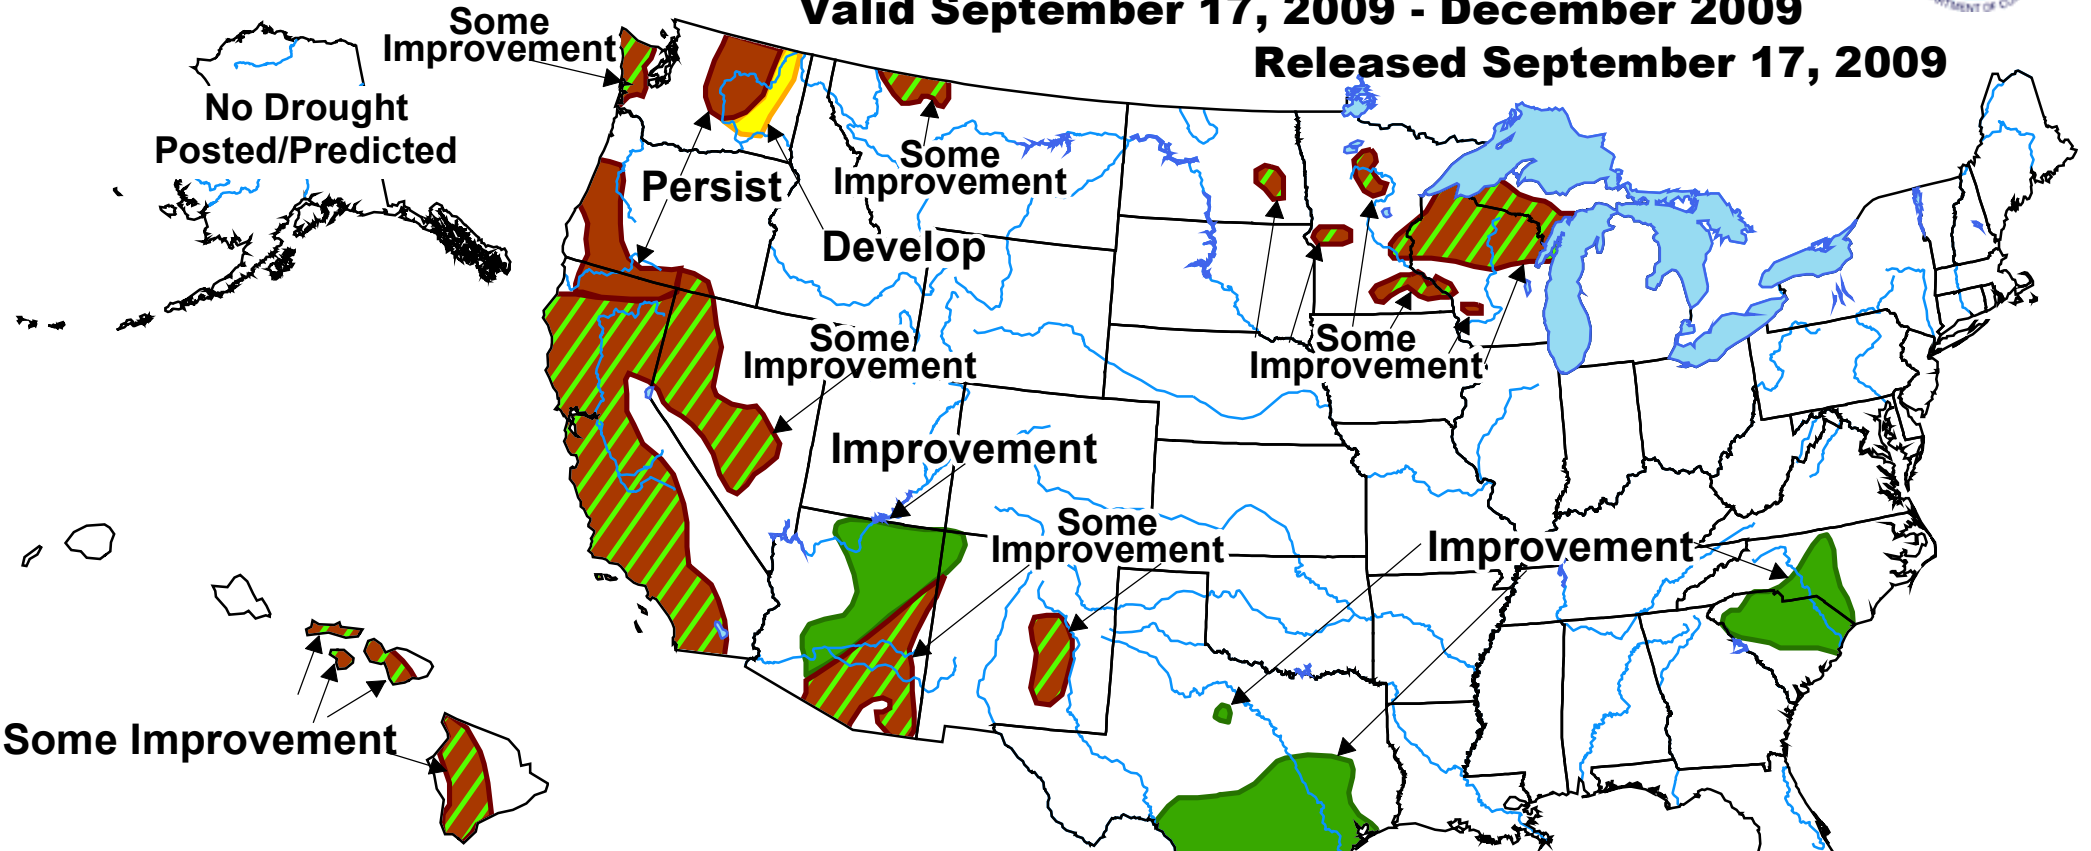 Valid September 17, 2009 - December 2009
Released September 17, 2009
Some
Improvement
No Drought
Posted/Predicted
Persist
Some
Improvement
Develop
Some
Improvement
Some
Improvement
Improvement
Some
Improvement
Improvement
Some Improvement